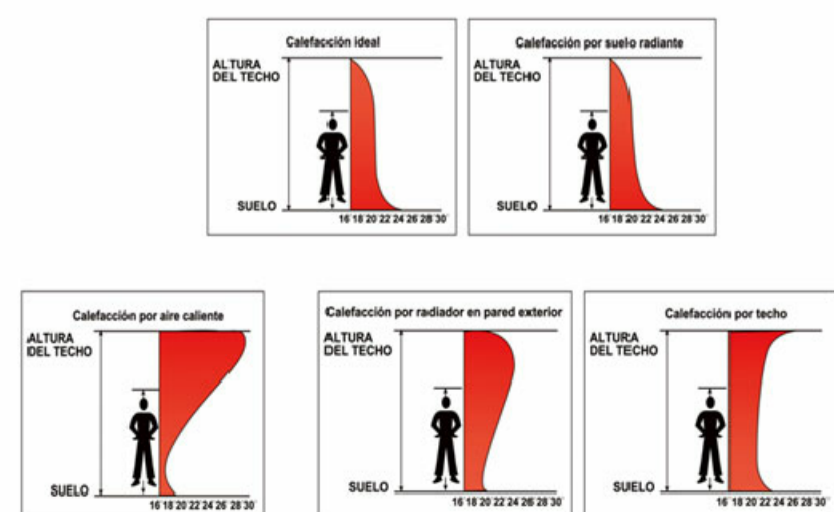 Calefacción ideal
ALTURA
DEL TECHO
SUELO
16 18 20 22 24 26 28 30°
Calefacción por suelo radiante
ALTURA
DEL TECHO
SUELO
16 18 20 22 24 26 28 30°
Calefacción por aire caliente
ALTURA
DEL TECHO
SUELO
16 18 20 22 24 26 28 30°
Calefacción por radiador en pared exterior
ALTURA
DEL TECHO
SUELO
16 18 20 22 24 26 28 30°
Calefacción por techo
ALTURA
DEL TECHO
SUELO
16 18 20 22 24 26 28 30°